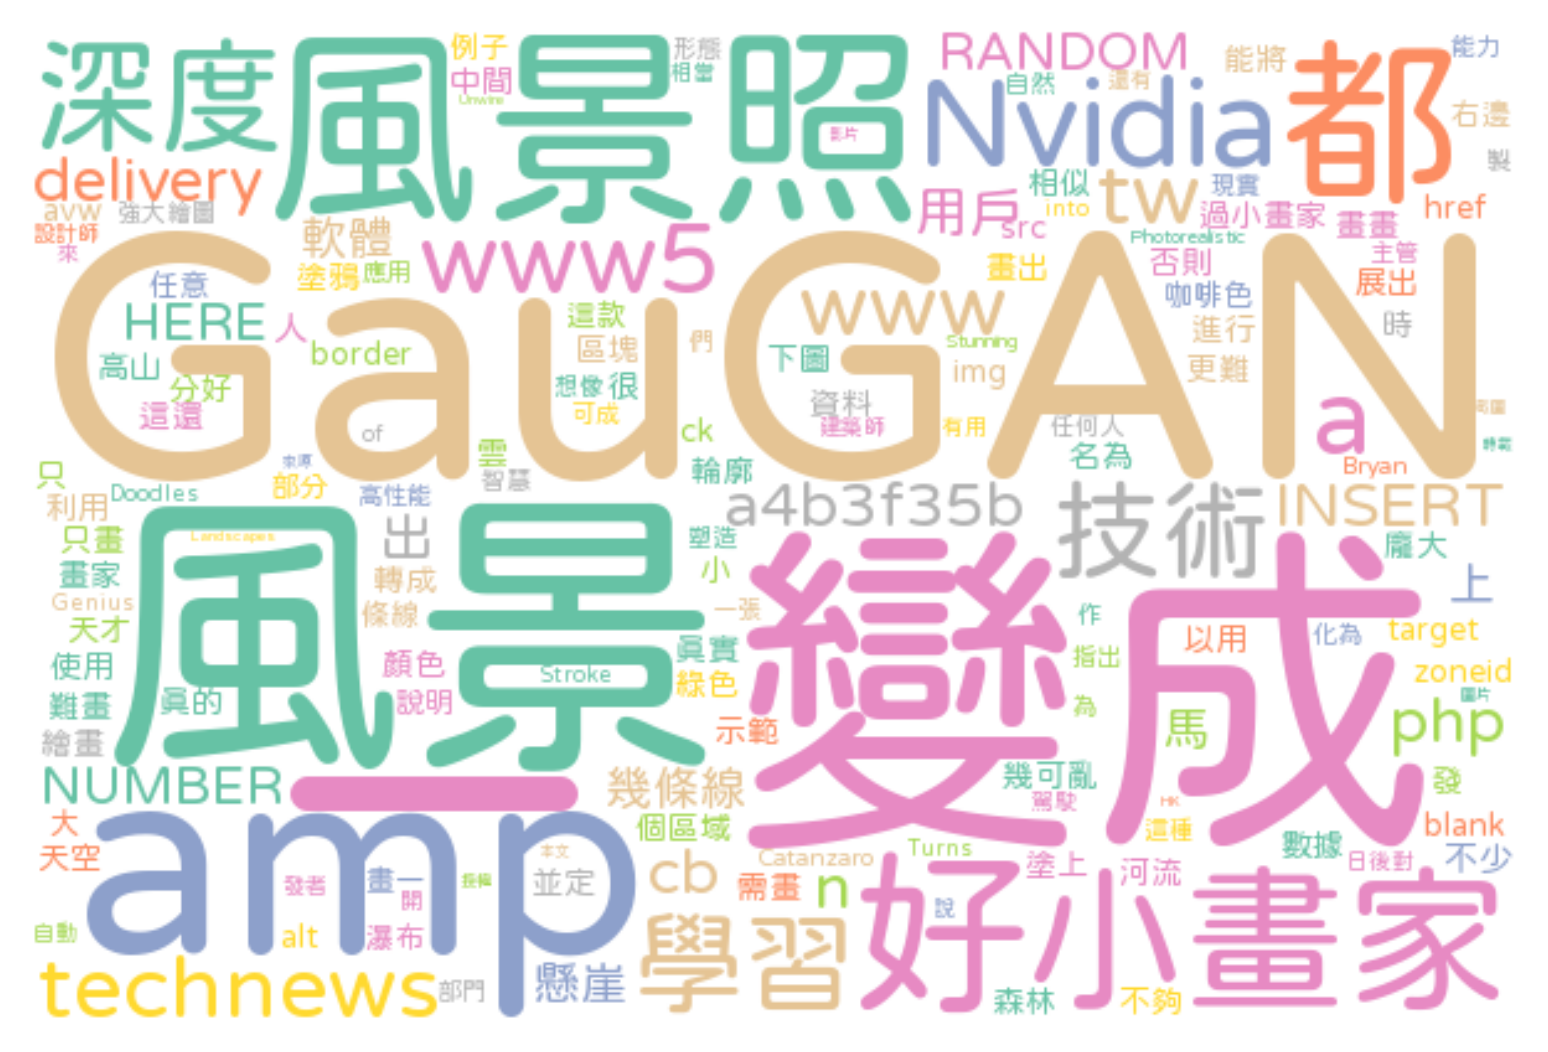 深度
風景照
例子
中間
Unwire
形態
相當
影片
RANDOM
Nvidia
自然
還有
能將
都
能力
右邊
製
delivery
avw
強大繪圖
設計師
來
軟體
塗鴉
應用
www5
用戶
src
相似
into
tw
現實
過小畫家
畫畫
href
Photorealistic
主管
GauGAN
任意
HERE
人
高山
分好
這還
border
of
這款
區塊
想像
很
可成
們
ck
畫出
www
下圖
Stunning
img
資料
建築師
有用
否則
咖啡色
進行
更難
任何人
名為
展出
時
a
Bryan
只
利用
Doodles
部分
高性能
雲
智慧
輪廓
a4b3f35b
技術
INSERT
只畫
畫家
Genius
天才
使用
難畫
繪畫
Landscapes
風景
真的
出
轉成
條線
顏色
說明
Stroke
塑造
小
一張
真實
綠色
示範
變成
作
指出
為
以用
化為
馬
龐大
上
target
zoneid
圖片
php
NUMBER
一
幾條線
幾可亂
駕駛
HK
這種
發
大
天空
amp
個區域
cb
Catanzaro
Turns
塗上
河流
數據
日後對
blank
不少
發者
畫一
開
本文
並定
需畫
n
說
好小畫家
自動
alt
瀑布
technews
部門
懸崖
學習
森林
不夠